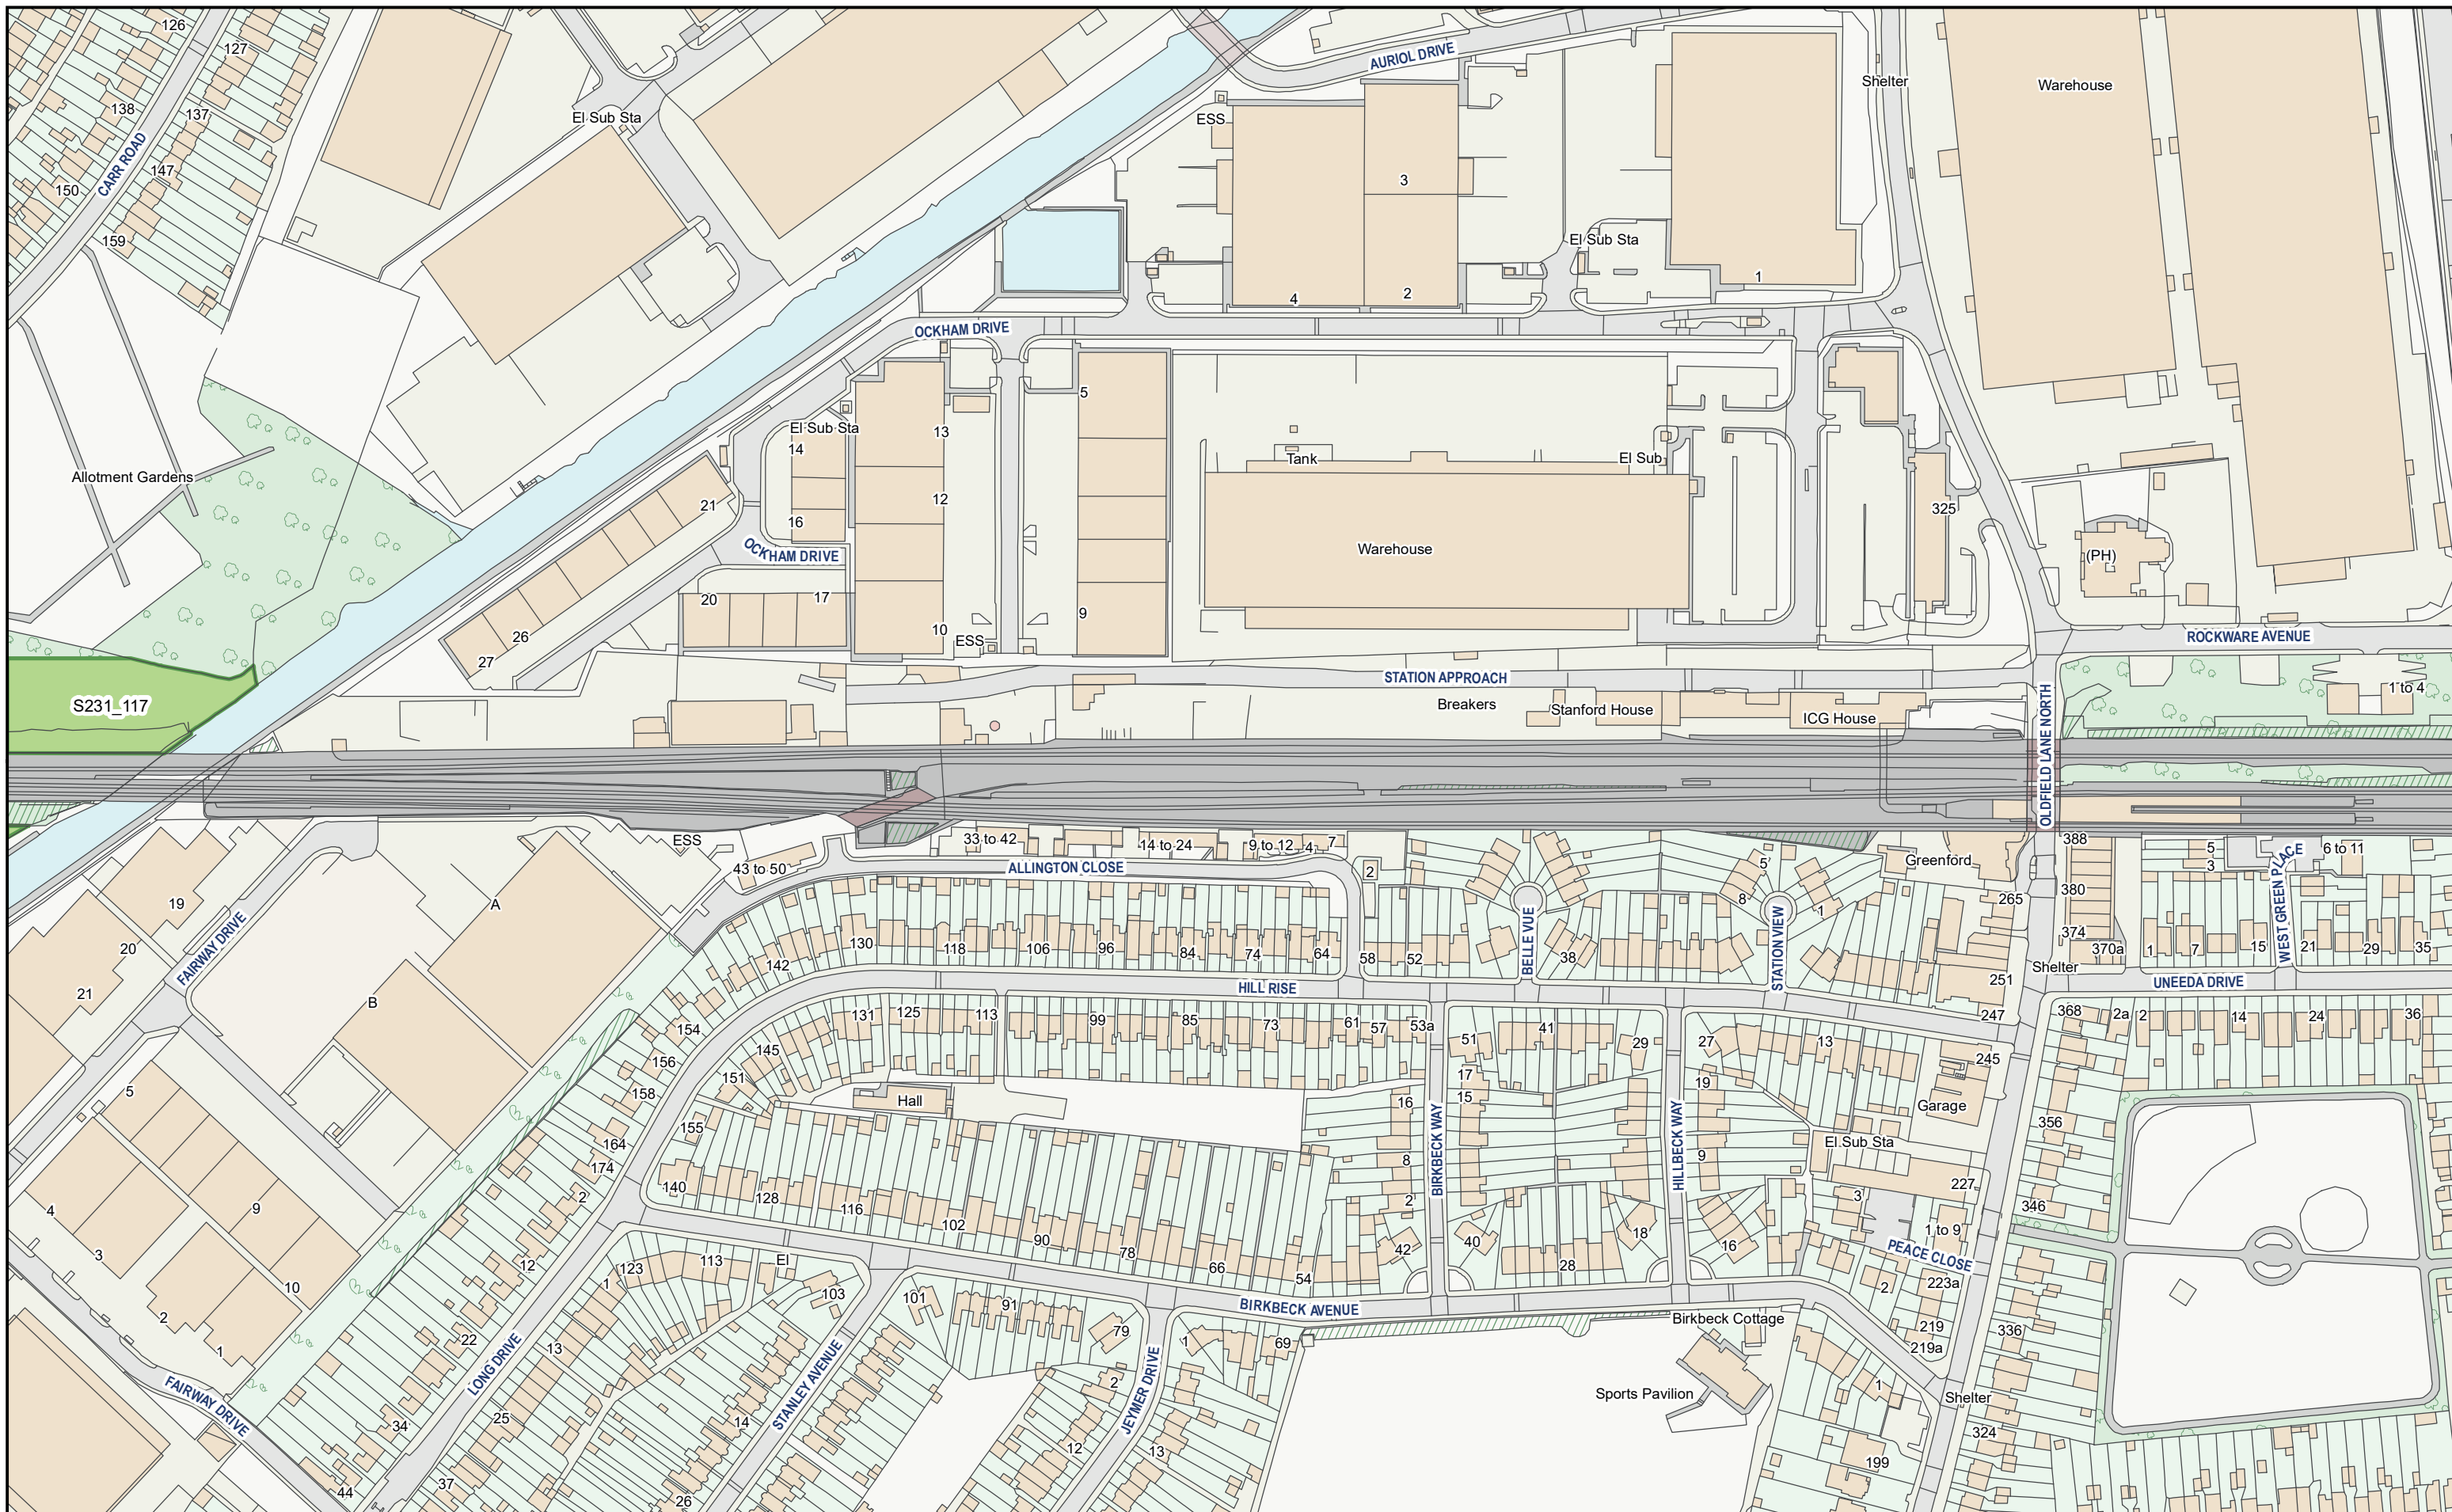 126
127
138
137
CARR ROAD
147
150
159
El Sub Sta
AURIOL DRIVE
Shelter
Warehouse
ESS
3
El Sub Sta
1
4
2
OCKHAM DRIVE
5
El Sub Sta
13
14
12
16
21
OCKHAM DRIVE
Allotment Gardens
Tank
El Sub
325
Warehouse
(PH)
20
17
9
10
ESS
26
27
ROCKWARE AVENUE
STATION APPROACH
S231_117
Breakers
Stanford House
ICG House
1 to 4
OLDFIELD LANE NORTH
ESS
33 to 42
14 to 24
9 to 12
4
7
43 to 50
ALLINGTON CLOSE
2
5
8
1
Greenford
388
5
3
6 to 11
WEST GREEN PLACE
265
380
374
370a
1
7
15
21
29
35
19
20
21
A
B
FAIRWAY DRIVE
142
130
118
106
96
84
74
64
58
52
BELLE VUE
38
STATION VIEW
251
Shelter
HILL RISE
UNEEDA DRIVE
247
368
2a
2
14
24
36
154
156
158
164
174
2
145
151
155
131
125
113
99
85
73
61
57
53a
51
41
29
27
13
245
Hall
17
15
16
8
2
BIRKBECK WAY
19
9
HILLBECK WAY
Garage
El Sub Sta
356
227
346
3
1 to 9
PEACE CLOSE
5
4
3
9
10
2
1
140
128
116
102
90
78
66
54
42
40
28
18
16
12
22
34
44
1
123
113
El
103
101
91
79
BIRKBECK AVENUE
223a
2
219
219a
336
Birkbeck Cottage
Sports Pavilion
FAIRWAY DRIVE
LONG DRIVE
13
25
37
STANLEY AVENUE
14
26
JEYMER DRIVE
1
69
2
12
13
1
Shelter
324
199